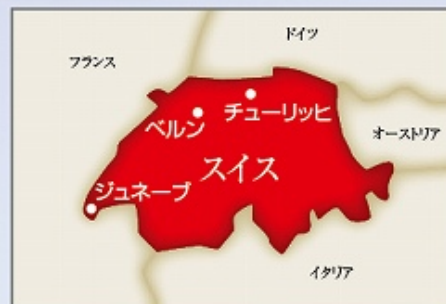 ドイツ
フランス
チューリッヒ
ベルン
オーストリア
スイス
ジュネーブ
イタリア